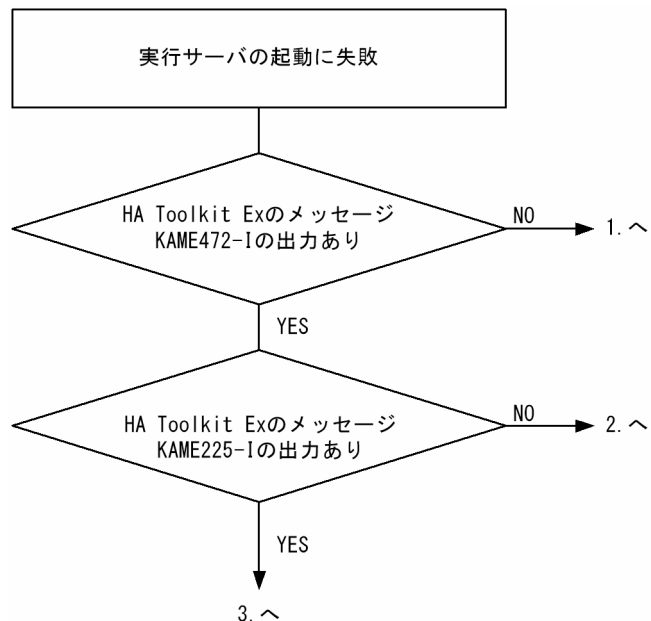 実行サーバの起動に失敗
HA Toolkit Exのメッセージ
KAME472-Iの出力あり
NO
1. へ
YES
HA Toolkit Exのメッセージ
KAME225-Iの出力あり
NO
2. へ
YES
3. へ